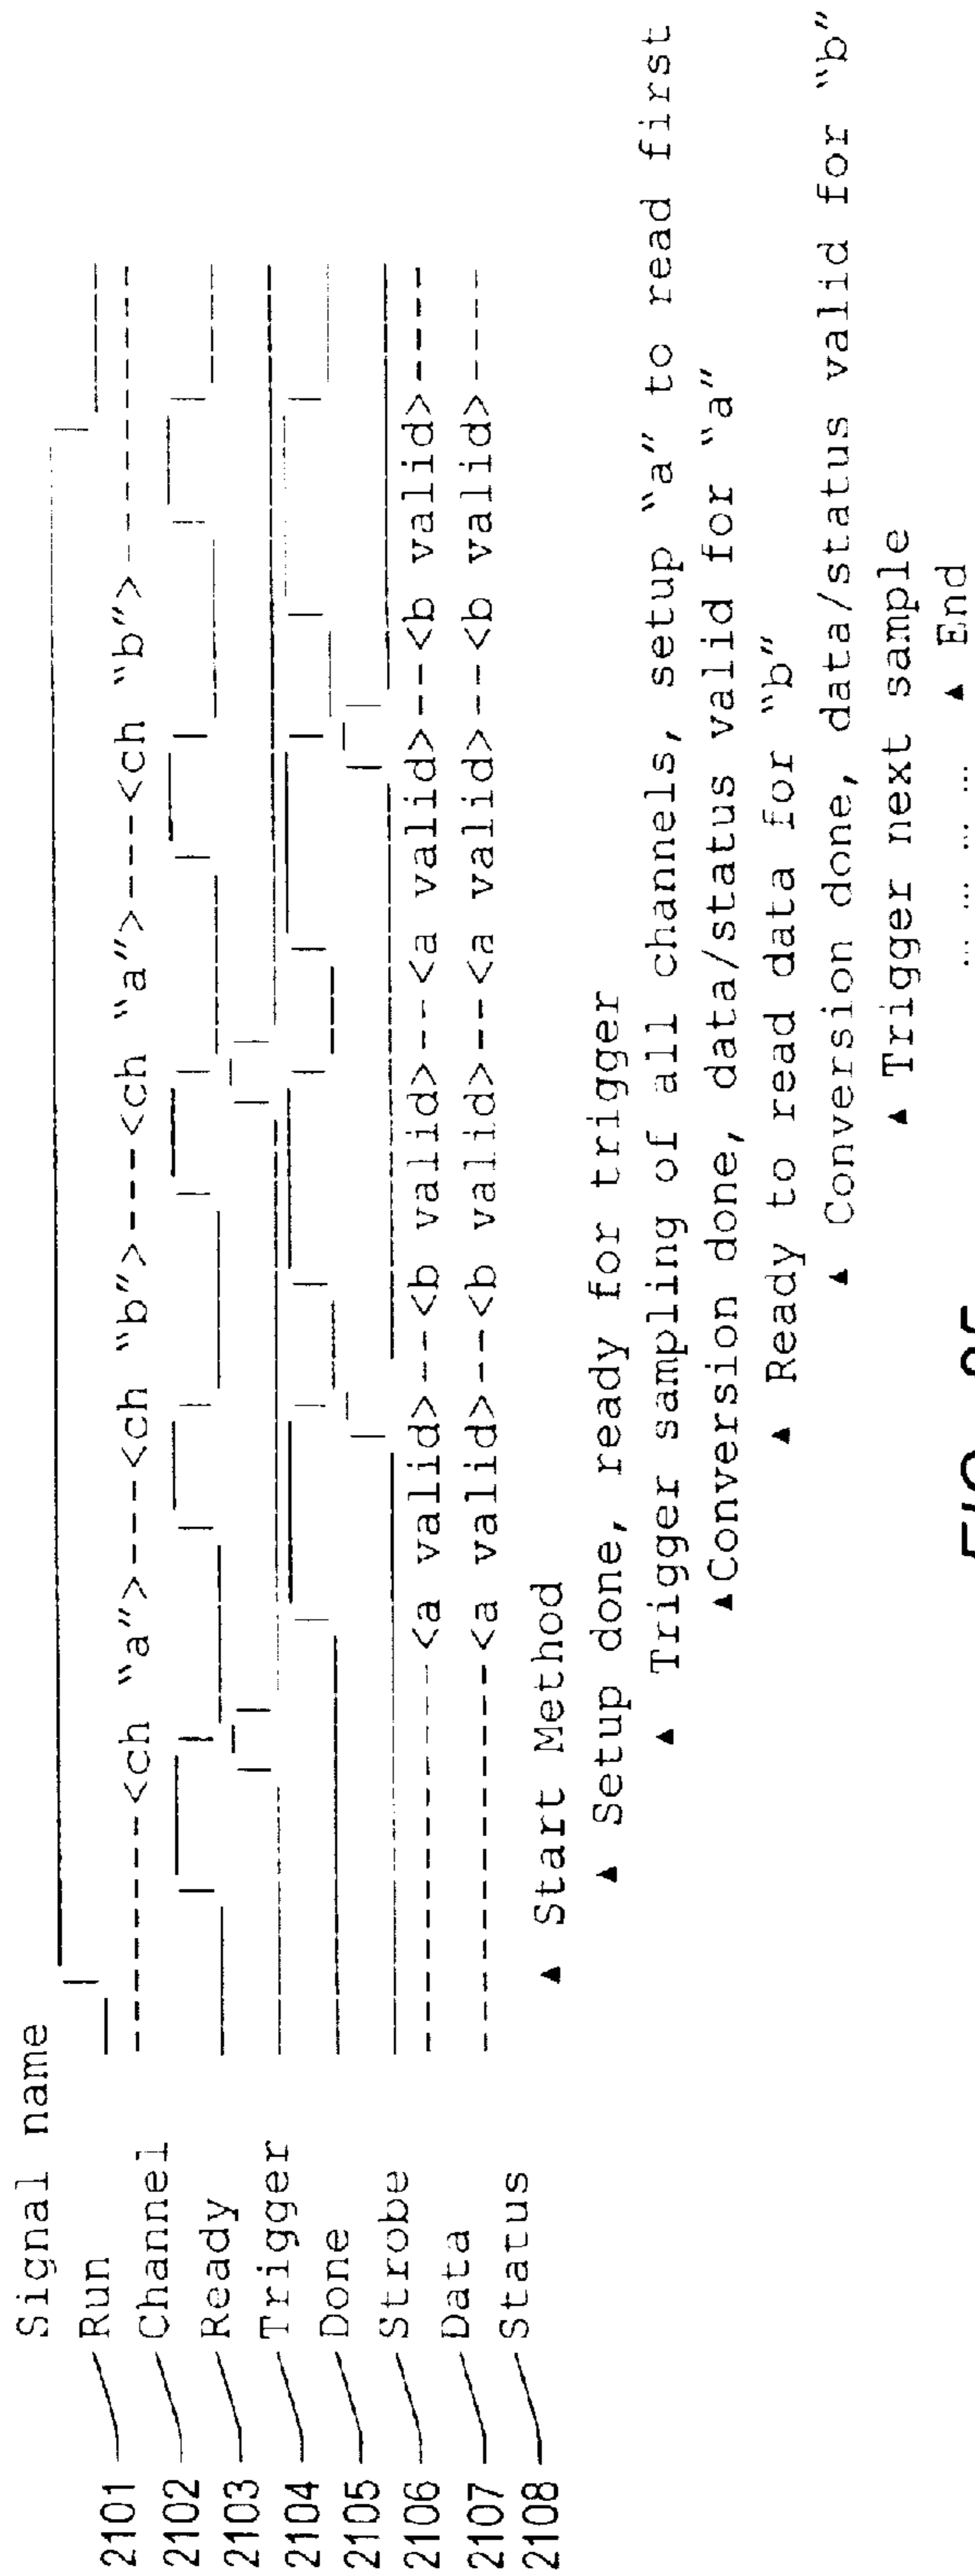 Signal name
2101 Run
2102 Channel -----<ch "a">---<ch "b">---<ch "a">---<ch "b">---------
2103 Ready
2104 Trigger
2105 Done
2106 Strobe
2107 Data -------------<a valid>--<b valid>--<a valid>--<b valid>----
2108 Status -------------<a valid>--<b valid>--<a valid>--<b valid>----
▲ Start Method
▲ Setup done, ready for trigger
▲ Trigger sampling of all channels, setup "a" to read first
▲Conversion done, data/status valid for "a"
▲ Ready to read data for "b"
▲ Conversion done, data/status valid for "b"
▲ Trigger next sample
... ... ... ... ▲ End